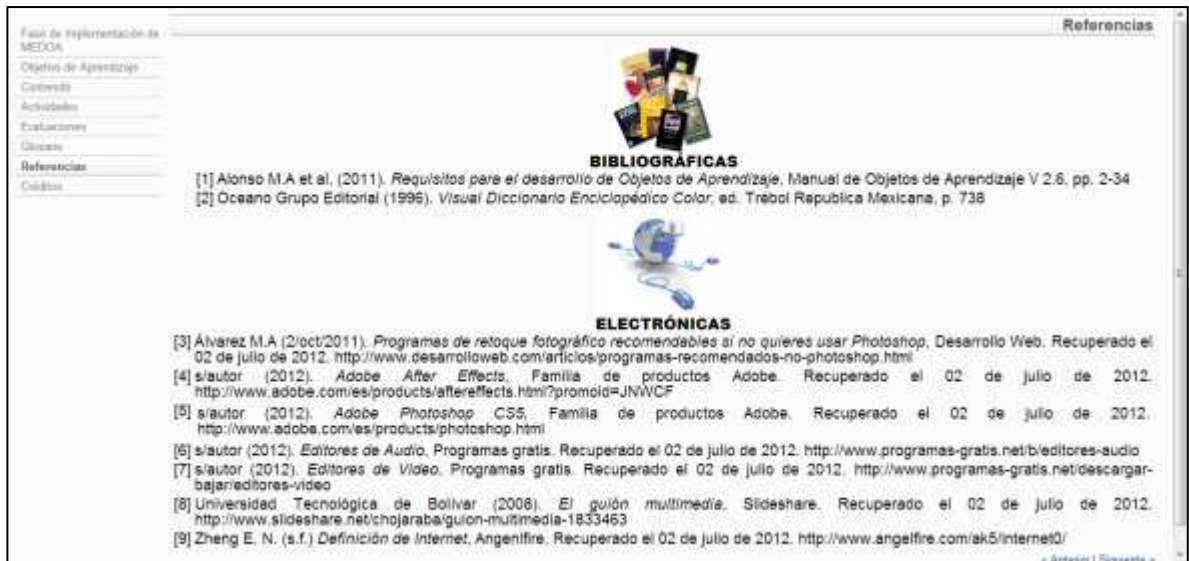 Referencias
Fase de Implementación de
MEDOA
Objetivo de Aprendizaje
Contenido
Actividades
Evaluaciones
Glosario
Referencias
Créditos
BIBLIOGRÁFICAS
[1] Alonso M.A et al, (2011). Requisitos para el desarrollo de Objetos de Aprendizaje, Manual de Objetos de Aprendizaje V 2.6, pp. 2-34
[2] Oceano Grupo Editorial (1996). Visual Diccionario Enciclopédico Color, ed. Trebol Republica Mexicana, p. 738
ELECTRÓNICAS
[3] Álvarez M.A (2/oct/2011). Programas de retoque fotográfico recomendables si no quieres usar Photoshop, Desarrollo Web. Recuperado el
02 de julio de 2012. http://www.desarrolloweb.com/articlos/programas-recomendados-no-photoshop.html
[4] s/autor (2012). Adobe After Effects, Familia de productos Adobe. Recuperado el 02 de julio de 2012.
http://www.adobe.com/es/products/aftereffects.html?promoid=JNWCF
[5] s/autor (2012). Adobe Photoshop CS5, Familia de productos Adobe. Recuperado el 02 de julio de 2012.
http://www.adobe.com/es/products/photoshop.html
[6] s/autor (2012). Editores de Audio, Programas gratis. Recuperado el 02 de julio de 2012. http://www.programas-gratis.net/b/editores-audio
[7] s/autor (2012). Editores de Video, Programas gratis. Recuperado el 02 de julio de 2012. http://www.programas-gratis.net/descargar-
bajar/editores-video
[8] Universidad Tecnológica de Bolívar (2008). El guión multimedia, Slideshare. Recuperado el 02 de julio de 2012.
http://www.slideshare.net/chojaraba/guion-multimedia-1833463
[9] Zheng E, N. (s.f.) Definición de Internet, Angenlfire. Recuperado el 02 de julio de 2012. http://www.angelfire.com/ak5/internet0/
« Anterior | Siguiente »